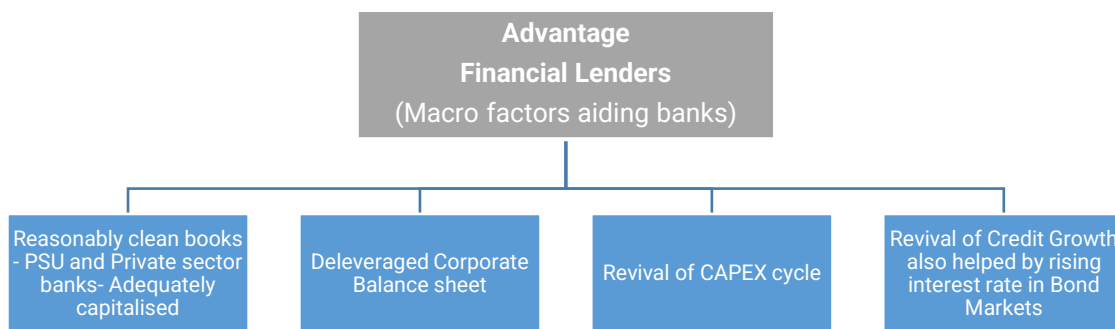 Advantage
Financial Lenders
(Macro factors aiding banks)
Reasonably clean books
- PSU and Private sector
banks- Adequately
capitalised
Deleveraged Corporate
Balance sheet
Revival of CAPEX cycle
Revival of Credit Growth
also helped by rising
interest rate in Bond
Markets